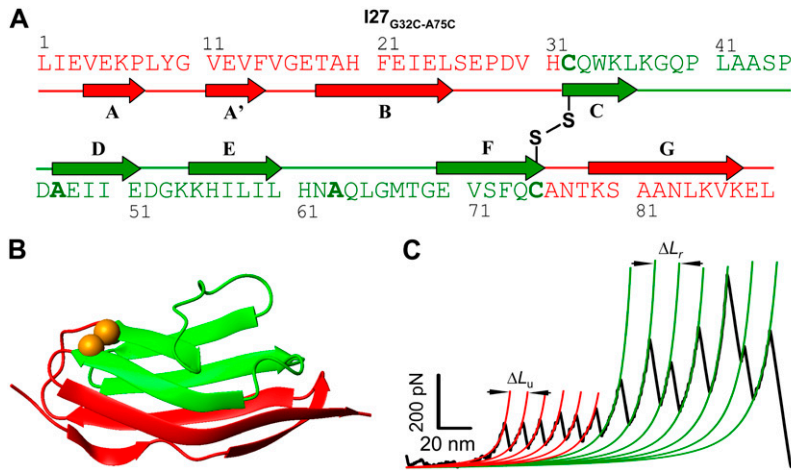 A
I27G32C-A75C
1 11 21 31 41
LIEVEKPLYG VEVFVGETAH FEIELSEPDV HCQWKLKGQP LAASP
A A' B C
S
S
D E F G
DAEII EDGKKHILIL HNAQLGMTGE VSFQCANTKS AANLKVKEL
51 61 71 81
B
C
ΔLr
ΔLu
200 pN
20 nm